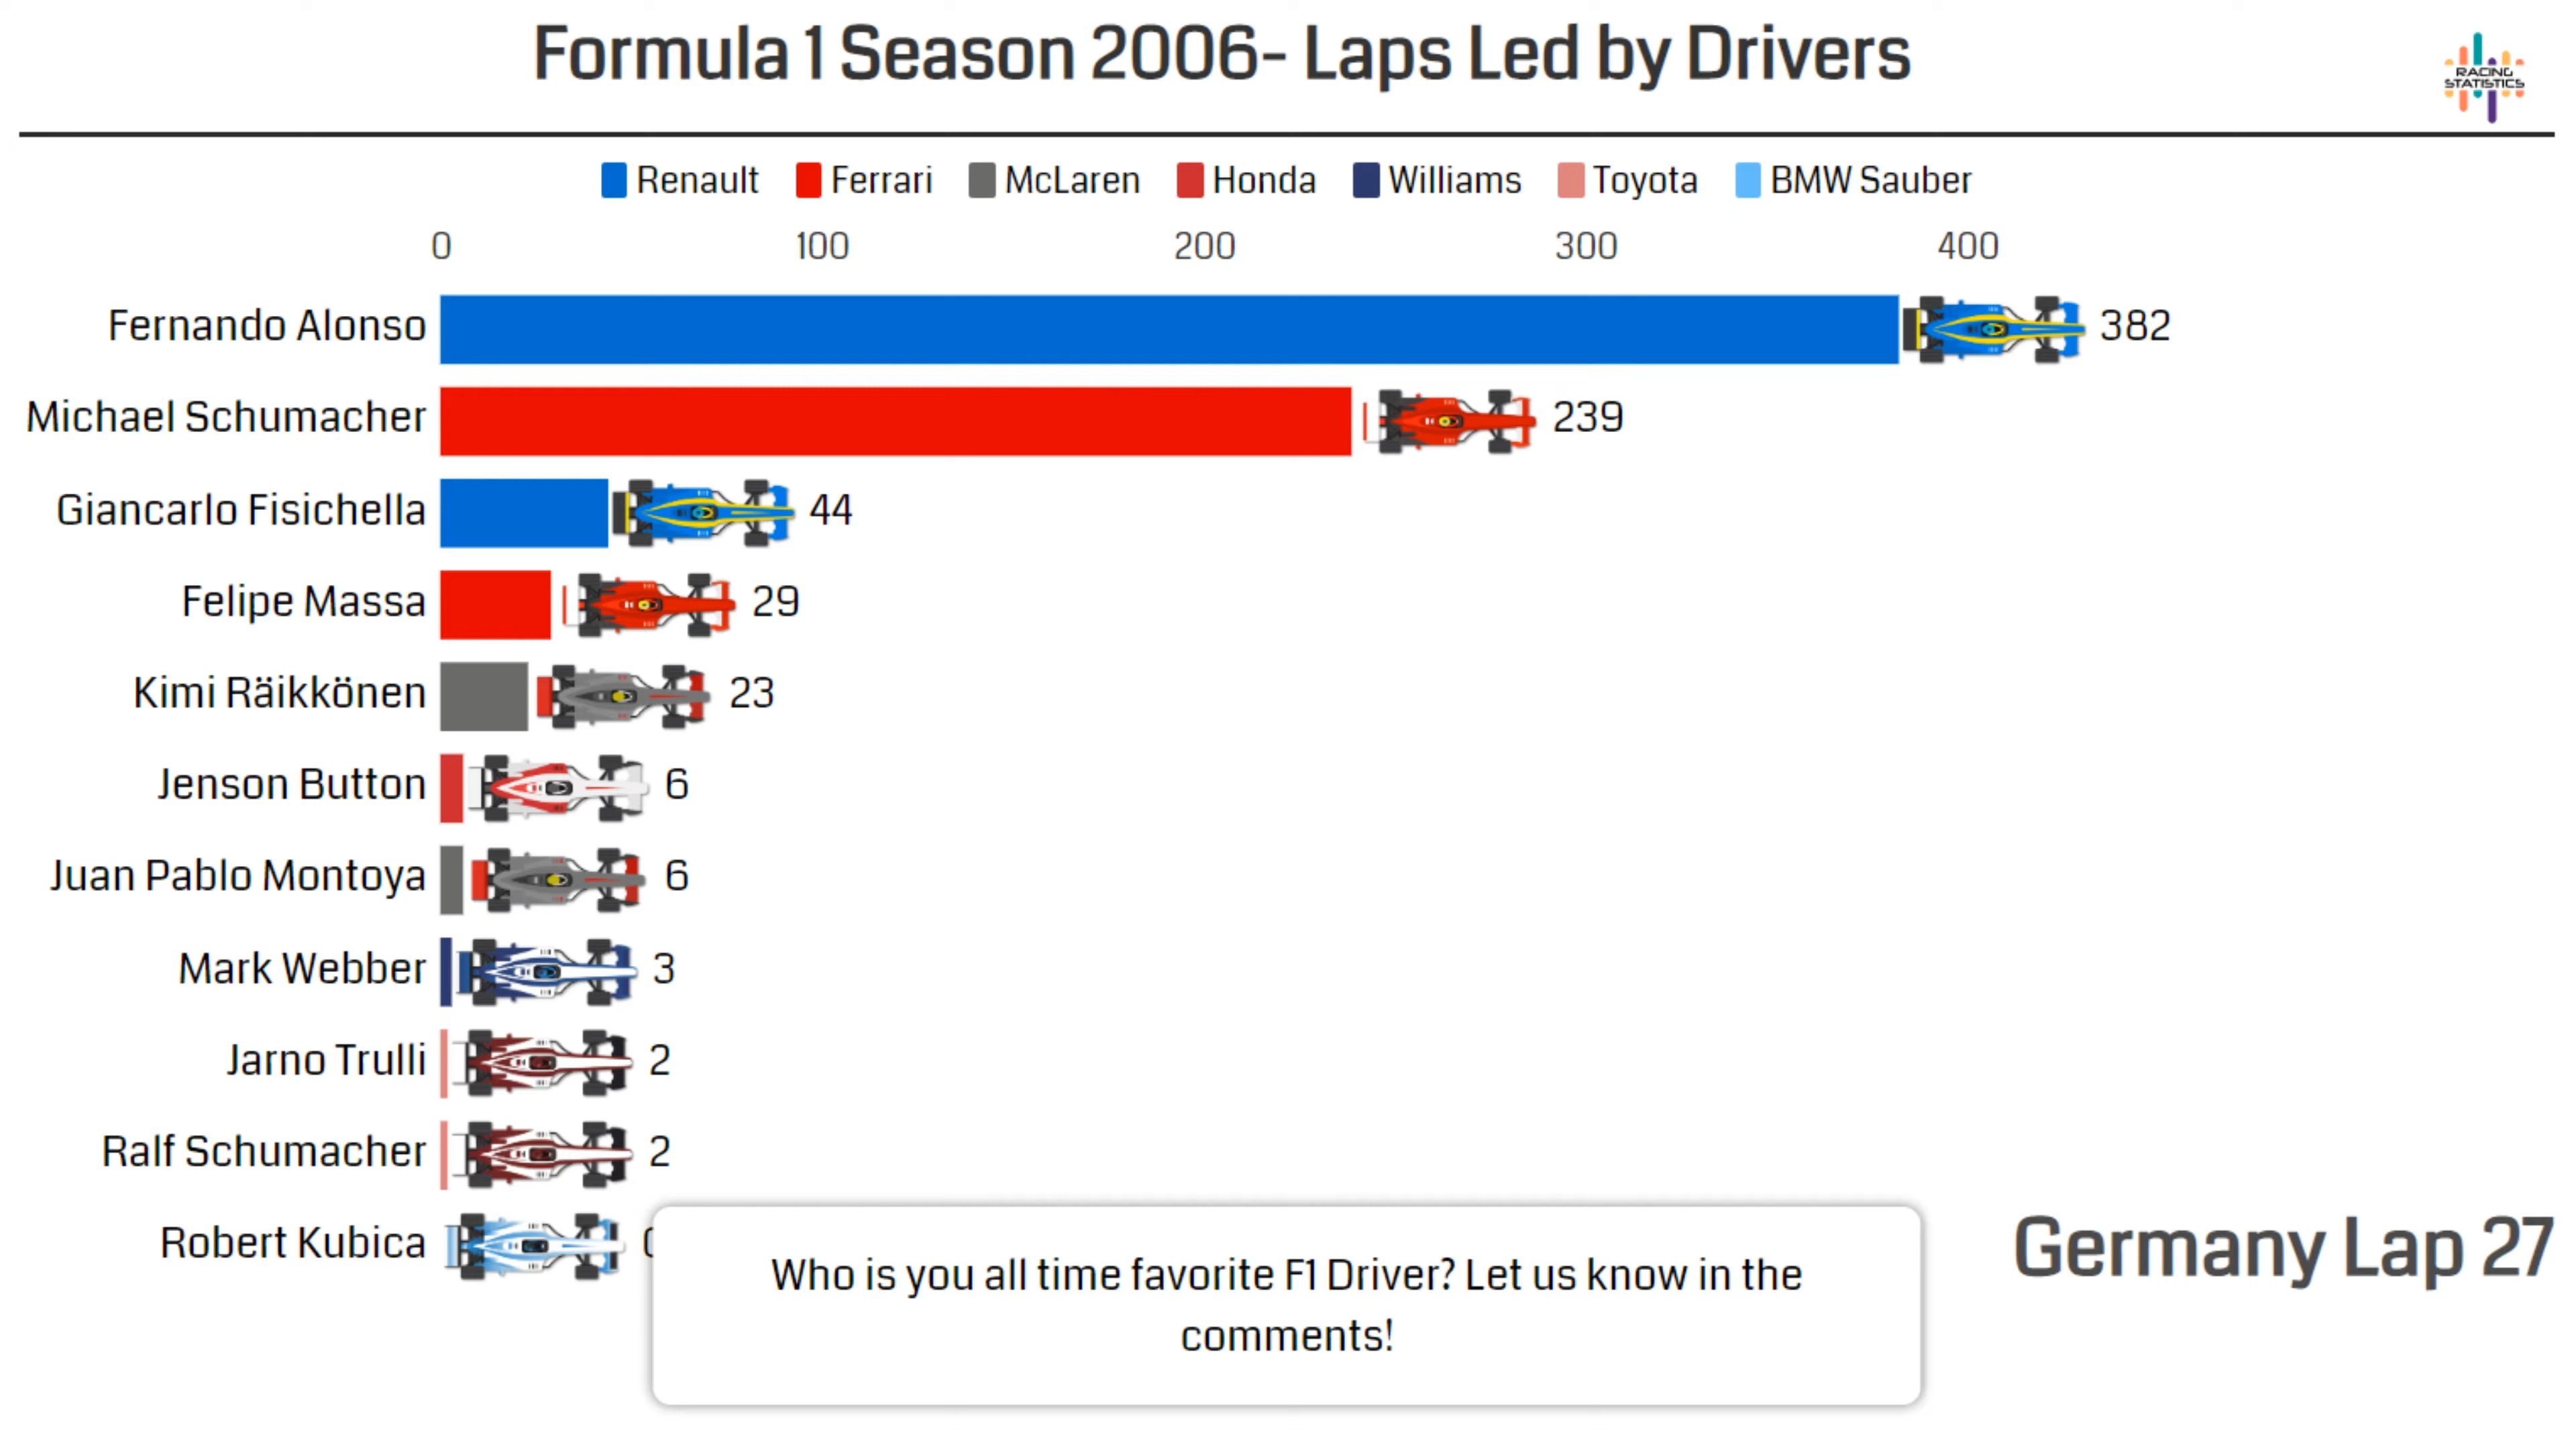 Formula 1 Season 2006- Laps Led by Drivers
RACING
STATISTICS
Renault Ferrari McLaren Honda Williams Toyota BMW Sauber
0 100 200 300 400
Fernando Alonso 382
Michael Schumacher 239
Giancarlo Fisichella 44
Felipe Massa 29
Kimi Räikkönen 23
Jenson Button 6
Juan Pablo Montoya 6
Mark Webber 3
Jarno Trulli 2
Ralf Schumacher 2
Robert Kubica
Germany Lap 27
Who is you all time favorite F1 Driver? Let us know in the
comments!